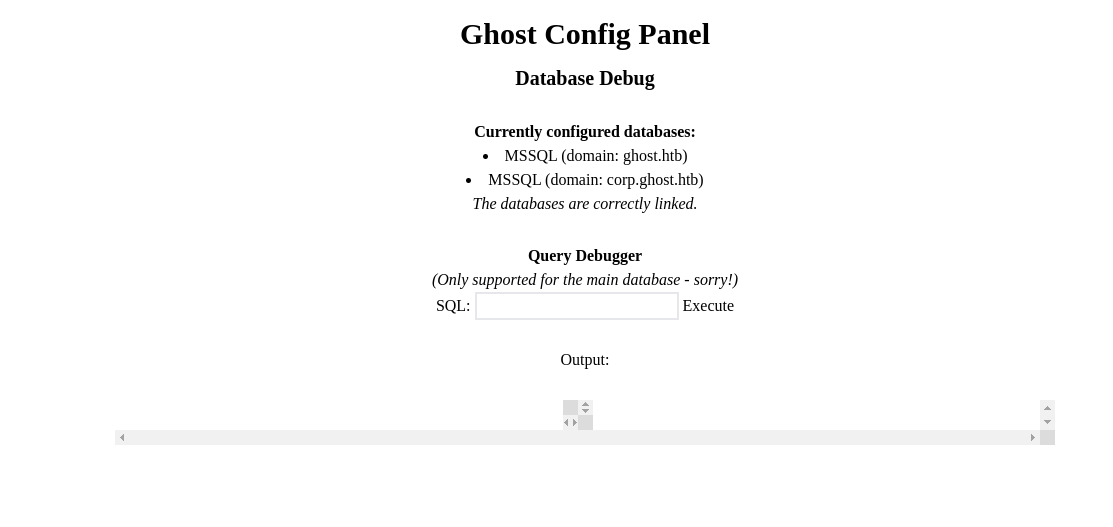 Ghost Config Panel
Database Debug
Currently configured databases:
• MSSQL (domain: ghost.htb)
• MSSQL (domain: corp.ghost.htb)
The databases are correctly linked.
Query Debugger
(Only supported for the main database - sorry!)
SQL: Execute
Output: